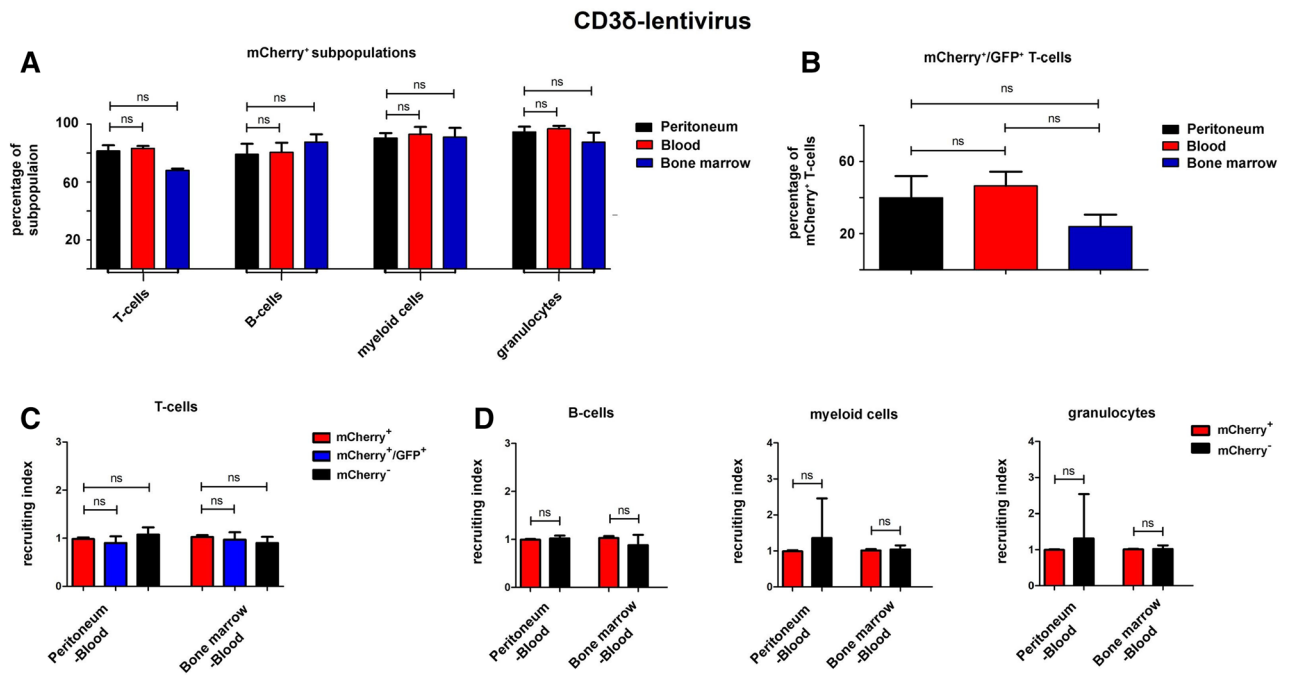 CD3δ-lentivirus
A
mCherry⁺ subpopulations
ns
ns
ns
ns
ns
ns
ns
ns
100
60
20
percentage of
subpopulaion
T-cells
B-cells
myeloid cells
granulocytes
Peritoneum
Blood
Bone marrow
B
mCherry⁺/GFP⁺ T-cells
ns
ns
ns
60
20
percentage of
mCherry⁺ T-cells
Peritoneum
Blood
Bone marrow
C
T-cells
3
2
1
0
recruiting index
ns
ns
ns
ns
Peritoneum
-Blood
Bone marrow
-Blood
mCherry⁺
mCherry⁺/GFP⁺
mCherry⁻
D
B-cells
3
2
1
0
recruiting index
ns
ns
Peritoneum
-Blood
Bone marrow
-Blood
myeloid cells
4
3
2
1
0
recruiting index
ns
ns
Peritoneum
-Blood
Bone marrow
-Blood
granulocytes
4
3
2
1
0
recruiting index
ns
ns
Peritoneum
-Blood
Bone marrow
-Blood
mCherry⁺
mCherry⁻